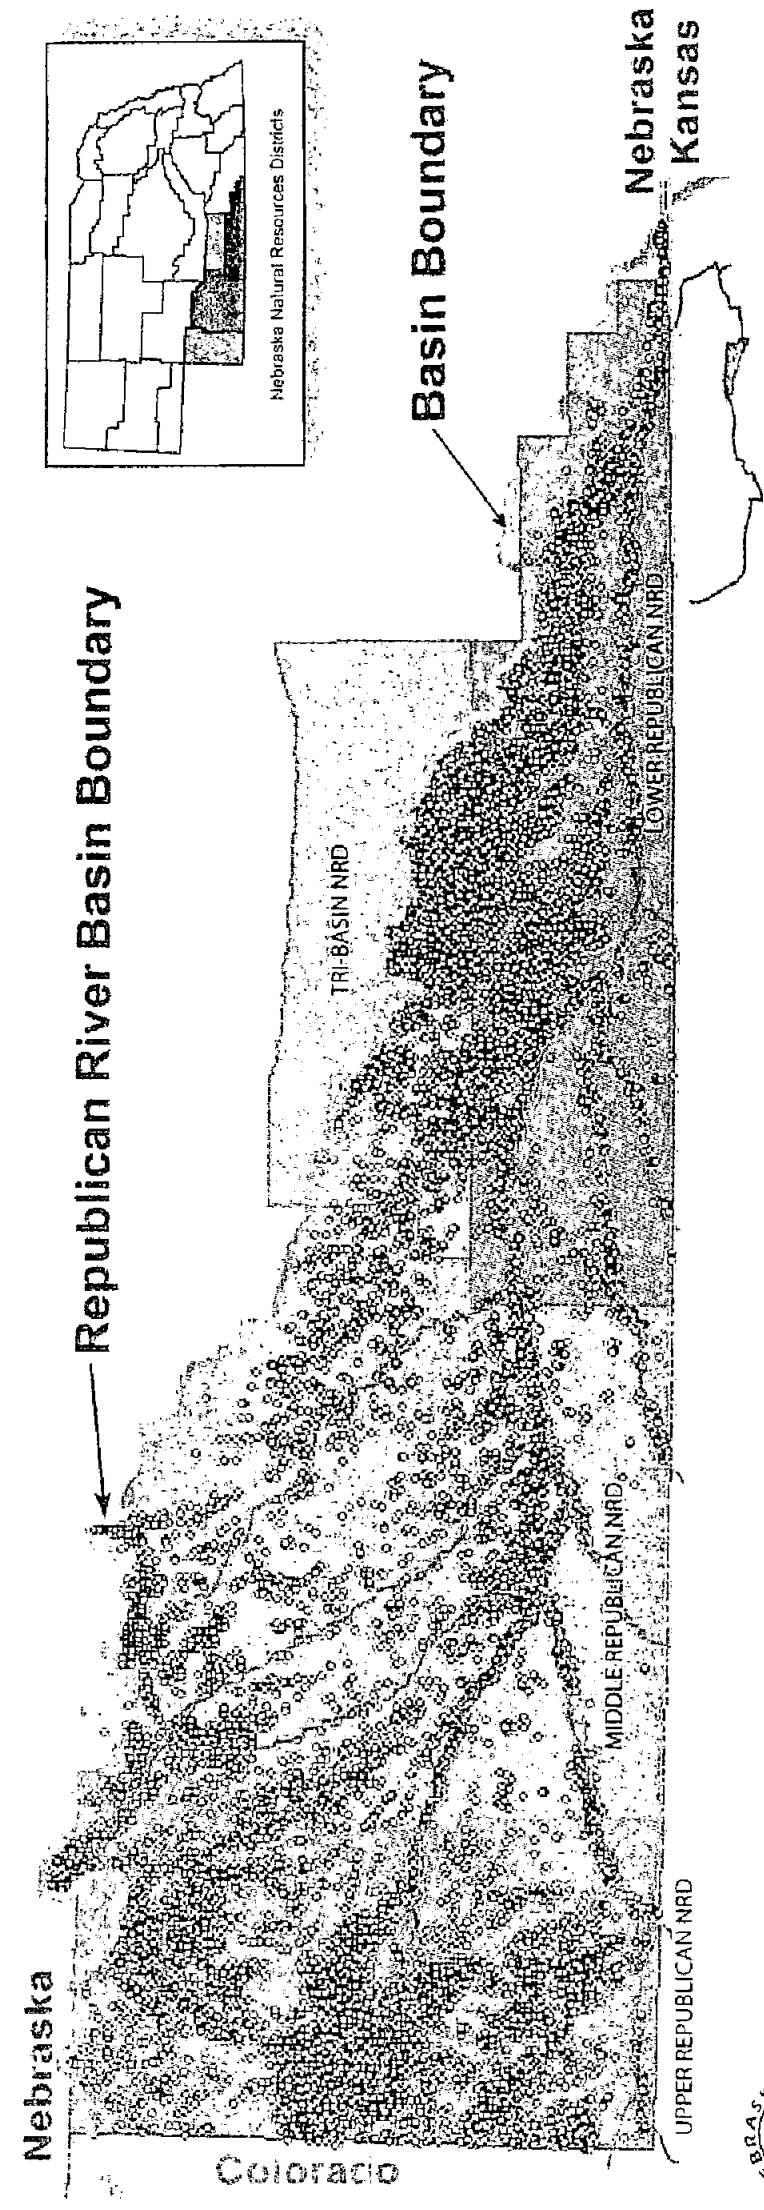 Nebraska
Colorado
Republican River Basin Boundary
Nebraska Natural Resources Districts
Basin Boundary
Nebraska
Kansas
TRI-BASIN NRD
LOWER REPUBLICAN NRD
MIDDLE REPUBLICAN NRD
UPPER REPUBLICAN NRD